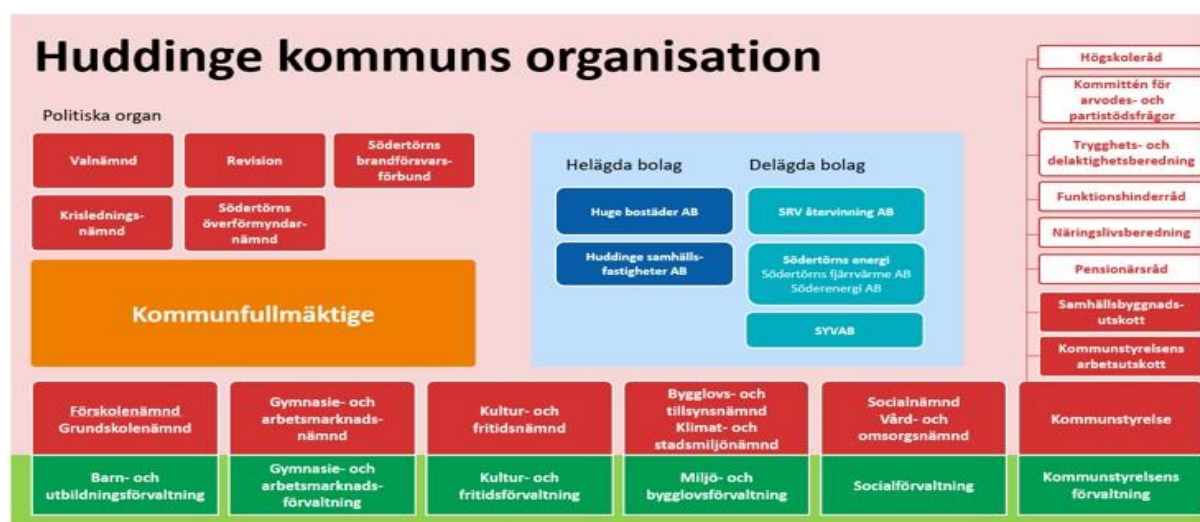 Huddinge kommuns organisation
Politiska organ
Valnämnd
Revision
Södertörns
brandförsvars-
förbund
Krislednings-
nämnd
Södertörns
överförmyndar-
nämnd
Kommunfullmäktige
Helägda bolag
Huge bostäder AB
Huddinge samhälls-
fastigheter AB
Delägda bolag
SRV återvinning AB
Södertörns energi
Södertörns fjärrvärme AB
Söderenergi AB
SYVAB
Högskoleråd
Kommittén för
arvodes- och
partistödsfrågor
Trygghets- och
delaktighetsberedning
Funktionshinderråd
Näringslivsberedning
Pensionärsråd
Samhällsbyggnads-
utskott
Kommunstyrelsens
arbetsutskott
Förskolenämnd
Grundskolenämnd
Gymnasie- och
arbetsmarknads-
nämnd
Kultur- och
fritidsnämnd
Bygglovs- och
tillsynsnämnd
Klimat- och
stadsmiljönämnd
Socialnämnd
Vård- och
omsorgsnämnd
Kommunstyrelse
Barn- och
utbildningsförvaltning
Gymnasie- och
arbetsmarknads-
förvaltning
Kultur- och
fritidsförvaltning
Miljö- och
bygglovsförvaltning
Socialförvaltning
Kommunstyrelsens
förvaltning